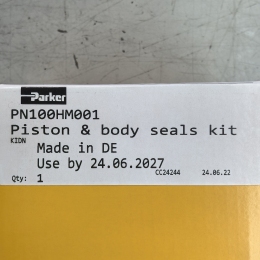 Parker
PN100HM001
Piston & body seals kit
KIDN
Made in DE
Use by 24.06.2027
CC24244 24.06.22
Qty: 1